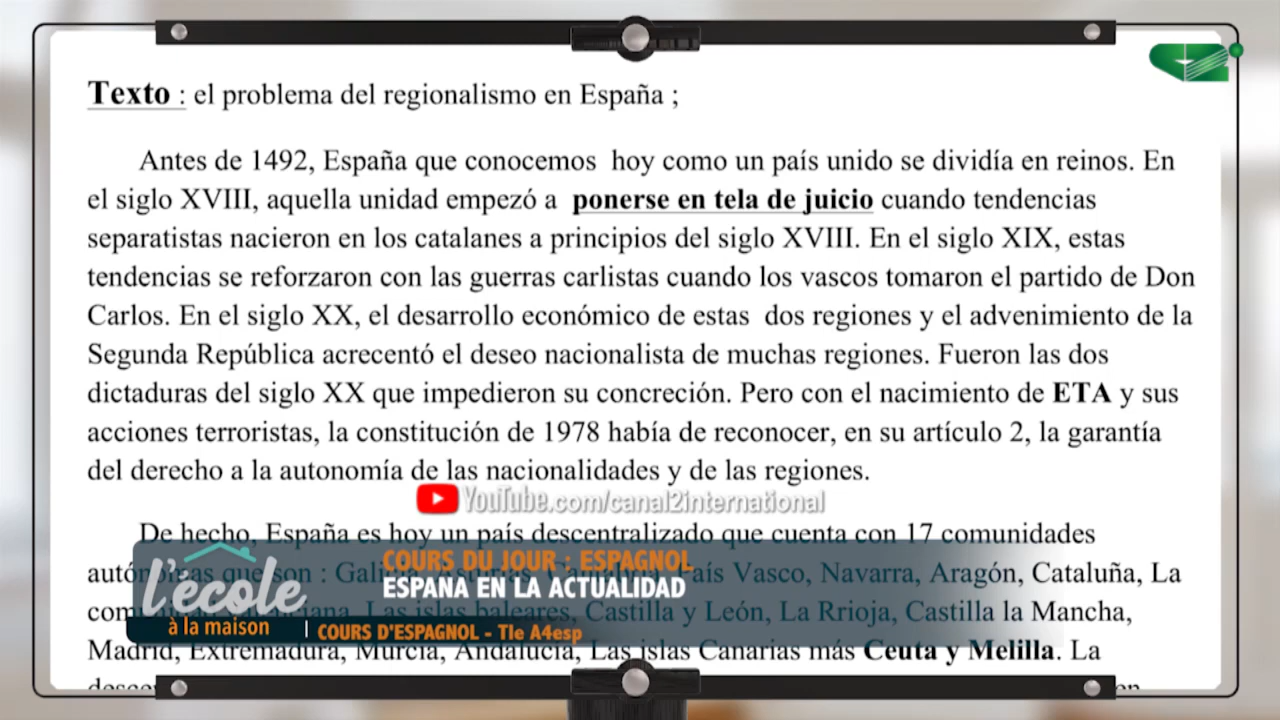 Texto : el problema del regionalismo en España ;
Antes de 1492, España que conocemos hoy como un país unido se dividía en reinos. En
el siglo XVIII, aquella unidad empezó a ponerse en tela de juicio cuando tendencias
separatistas nacieron en los catalanes a principios del siglo XVIII. En el siglo XIX, estas
tendencias se reforzaron con las guerras carlistas cuando los vascos tomaron el partido de Don
Carlos. En el siglo XX, el desarrollo económico de estas dos regiones y el advenimiento de la
Segunda República acrecentó el deseo nacionalista de muchas regiones. Fueron las dos
dictaduras del siglo XX que impedieron su concreción. Pero con el nacimiento de ETA y sus
acciones terroristas, la constitución de 1978 había de reconocer, en su artículo 2, la garantía
del derecho a la autonomía de las nacionalidades y de las regiones.
YouTube.com/canal2international
De hecho, España es hoy un país descentralizado que cuenta con 17 comunidades
que son : País Vasco, Navarra, Aragón, Cataluña, La
Las islas baleares, Castilla y León, La Rrioja, Castilla la Mancha,
Madrid, Extremadura, Murcia, Andalucía, Las islas Canarias más Ceuta y Melilla. La
l'école
à la maison
COURS DU JOUR : ESPAGNOL
ESPANA EN LA ACTUALIDAD
COURS D'ESPAGNOL - Tle A4esp